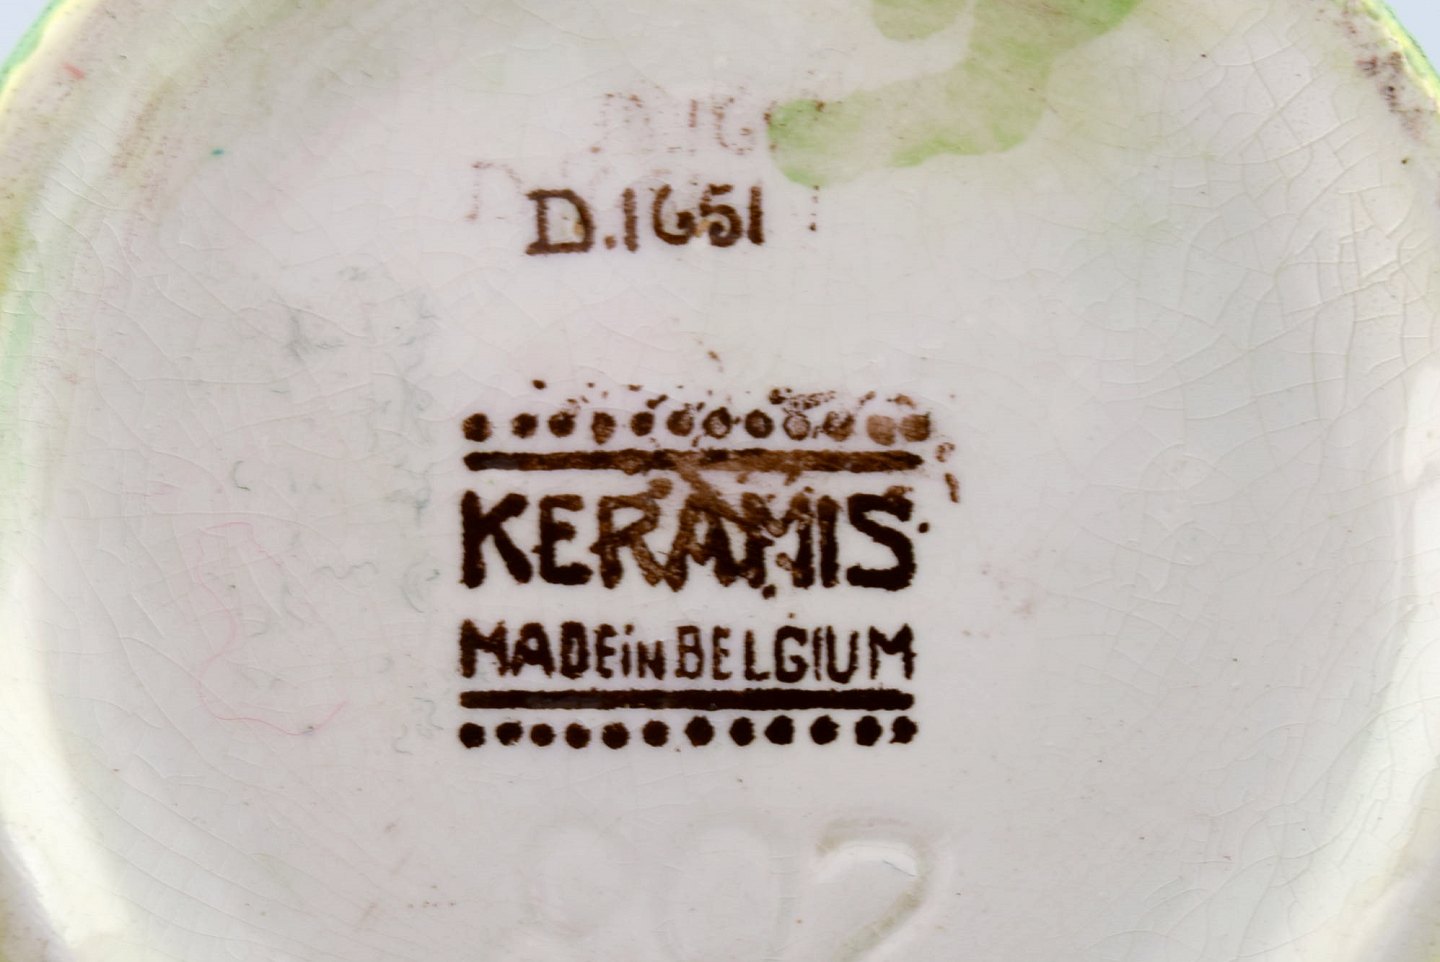 D.1651
KERAMIS
MADE in BELGIUM